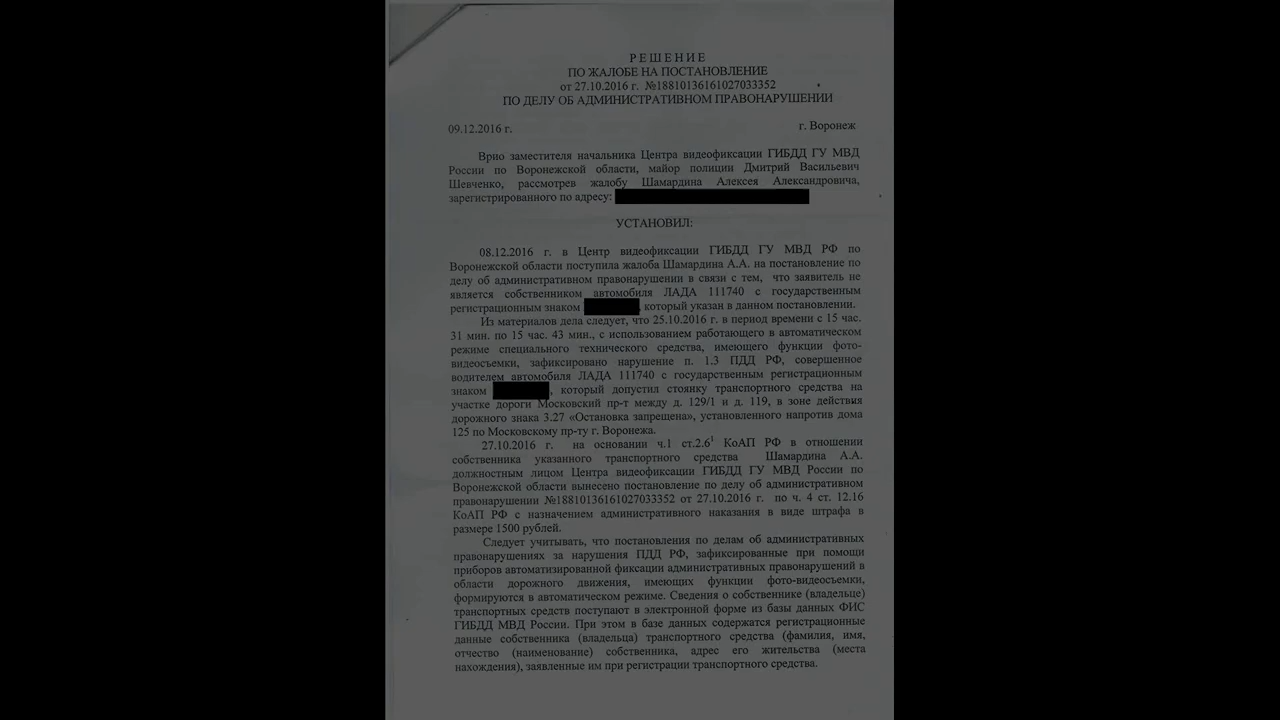 РЕШЕНИЕ
ПО ЖАЛОБЕ НА ПОСТАНОВЛЕНИЕ
от 27.10.2016 г. №18810136161027033352
ПО ДЕЛУ ОБ АДМИНИСТРАТИВНОМ ПРАВОНАРУШЕНИИ
09.12.2016 г. г. Воронеж
Врио заместителя начальника Центра видеофиксации ГИБДД ГУ МВД
России по Воронежской области, майор полиции Дмитрий Васильевич
Шевченко, рассмотрев жалобу Шамардина Алексея Александровича,
зарегистрированного по адресу:
УСТАНОВИЛ:
08.12.2016 г. в Центр видеофиксации ГИБДД ГУ МВД РФ по
Воронежской области поступила жалоба Шамардина А.А. на постановление по
делу об административном правонарушении в связи с тем, что заявитель не
является собственником автомобиля ЛАДА 111740 с государственным
регистрационным знаком , который указан в данном постановлении.
Из материалов дела следует, что 25.10.2016 г. в период времени с 15 час.
31 мин. по 15 час. 43 мин., с использованием работающего в автоматическом
режиме специального технического средства, имеющего функции фото-
видеосъемки, зафиксировано нарушение п. 1.3 ПДД РФ, совершенное
водителем автомобиля ЛАДА 111740 с государственным регистрационным
знаком , который допустил стоянку транспортного средства на
участке дороги Московский пр-т между д. 129/1 и д. 119, в зоне действия
дорожного знака 3.27 «Остановка запрещена», установленного напротив дома
125 по Московскому пр-ту г. Воронежа.
27.10.2016 г. на основании ч.1 ст.2.6¹ КоАП РФ в отношении
собственника указанного транспортного средства Шамардина А.А.
должностным лицом Центра видеофиксации ГИБДД ГУ МВД России по
Воронежской области вынесено постановление по делу об административном
правонарушении №18810136161027033352 от 27.10.2016 г. по ч. 4 ст. 12.16
КоАП РФ с назначением административного наказания в виде штрафа в
размере 1500 рублей.
Следует учитывать, что постановления по делам об административных
правонарушениях за нарушения ПДД РФ, зафиксированные при помощи
приборов автоматизированной фиксации административных правонарушений в
области дорожного движения, имеющих функции фото-видеосъемки,
формируются в автоматическом режиме. Сведения о собственнике (владельце)
транспортных средств поступают в электронной форме из базы данных ФИС
ГИБДД МВД России. При этом в базе данных содержатся регистрационные
данные собственника (владельца) транспортного средства (фамилия, имя,
отчество (наименование) собственника, адрес его жительства (места
нахождения), заявленные им при регистрации транспортного средства.